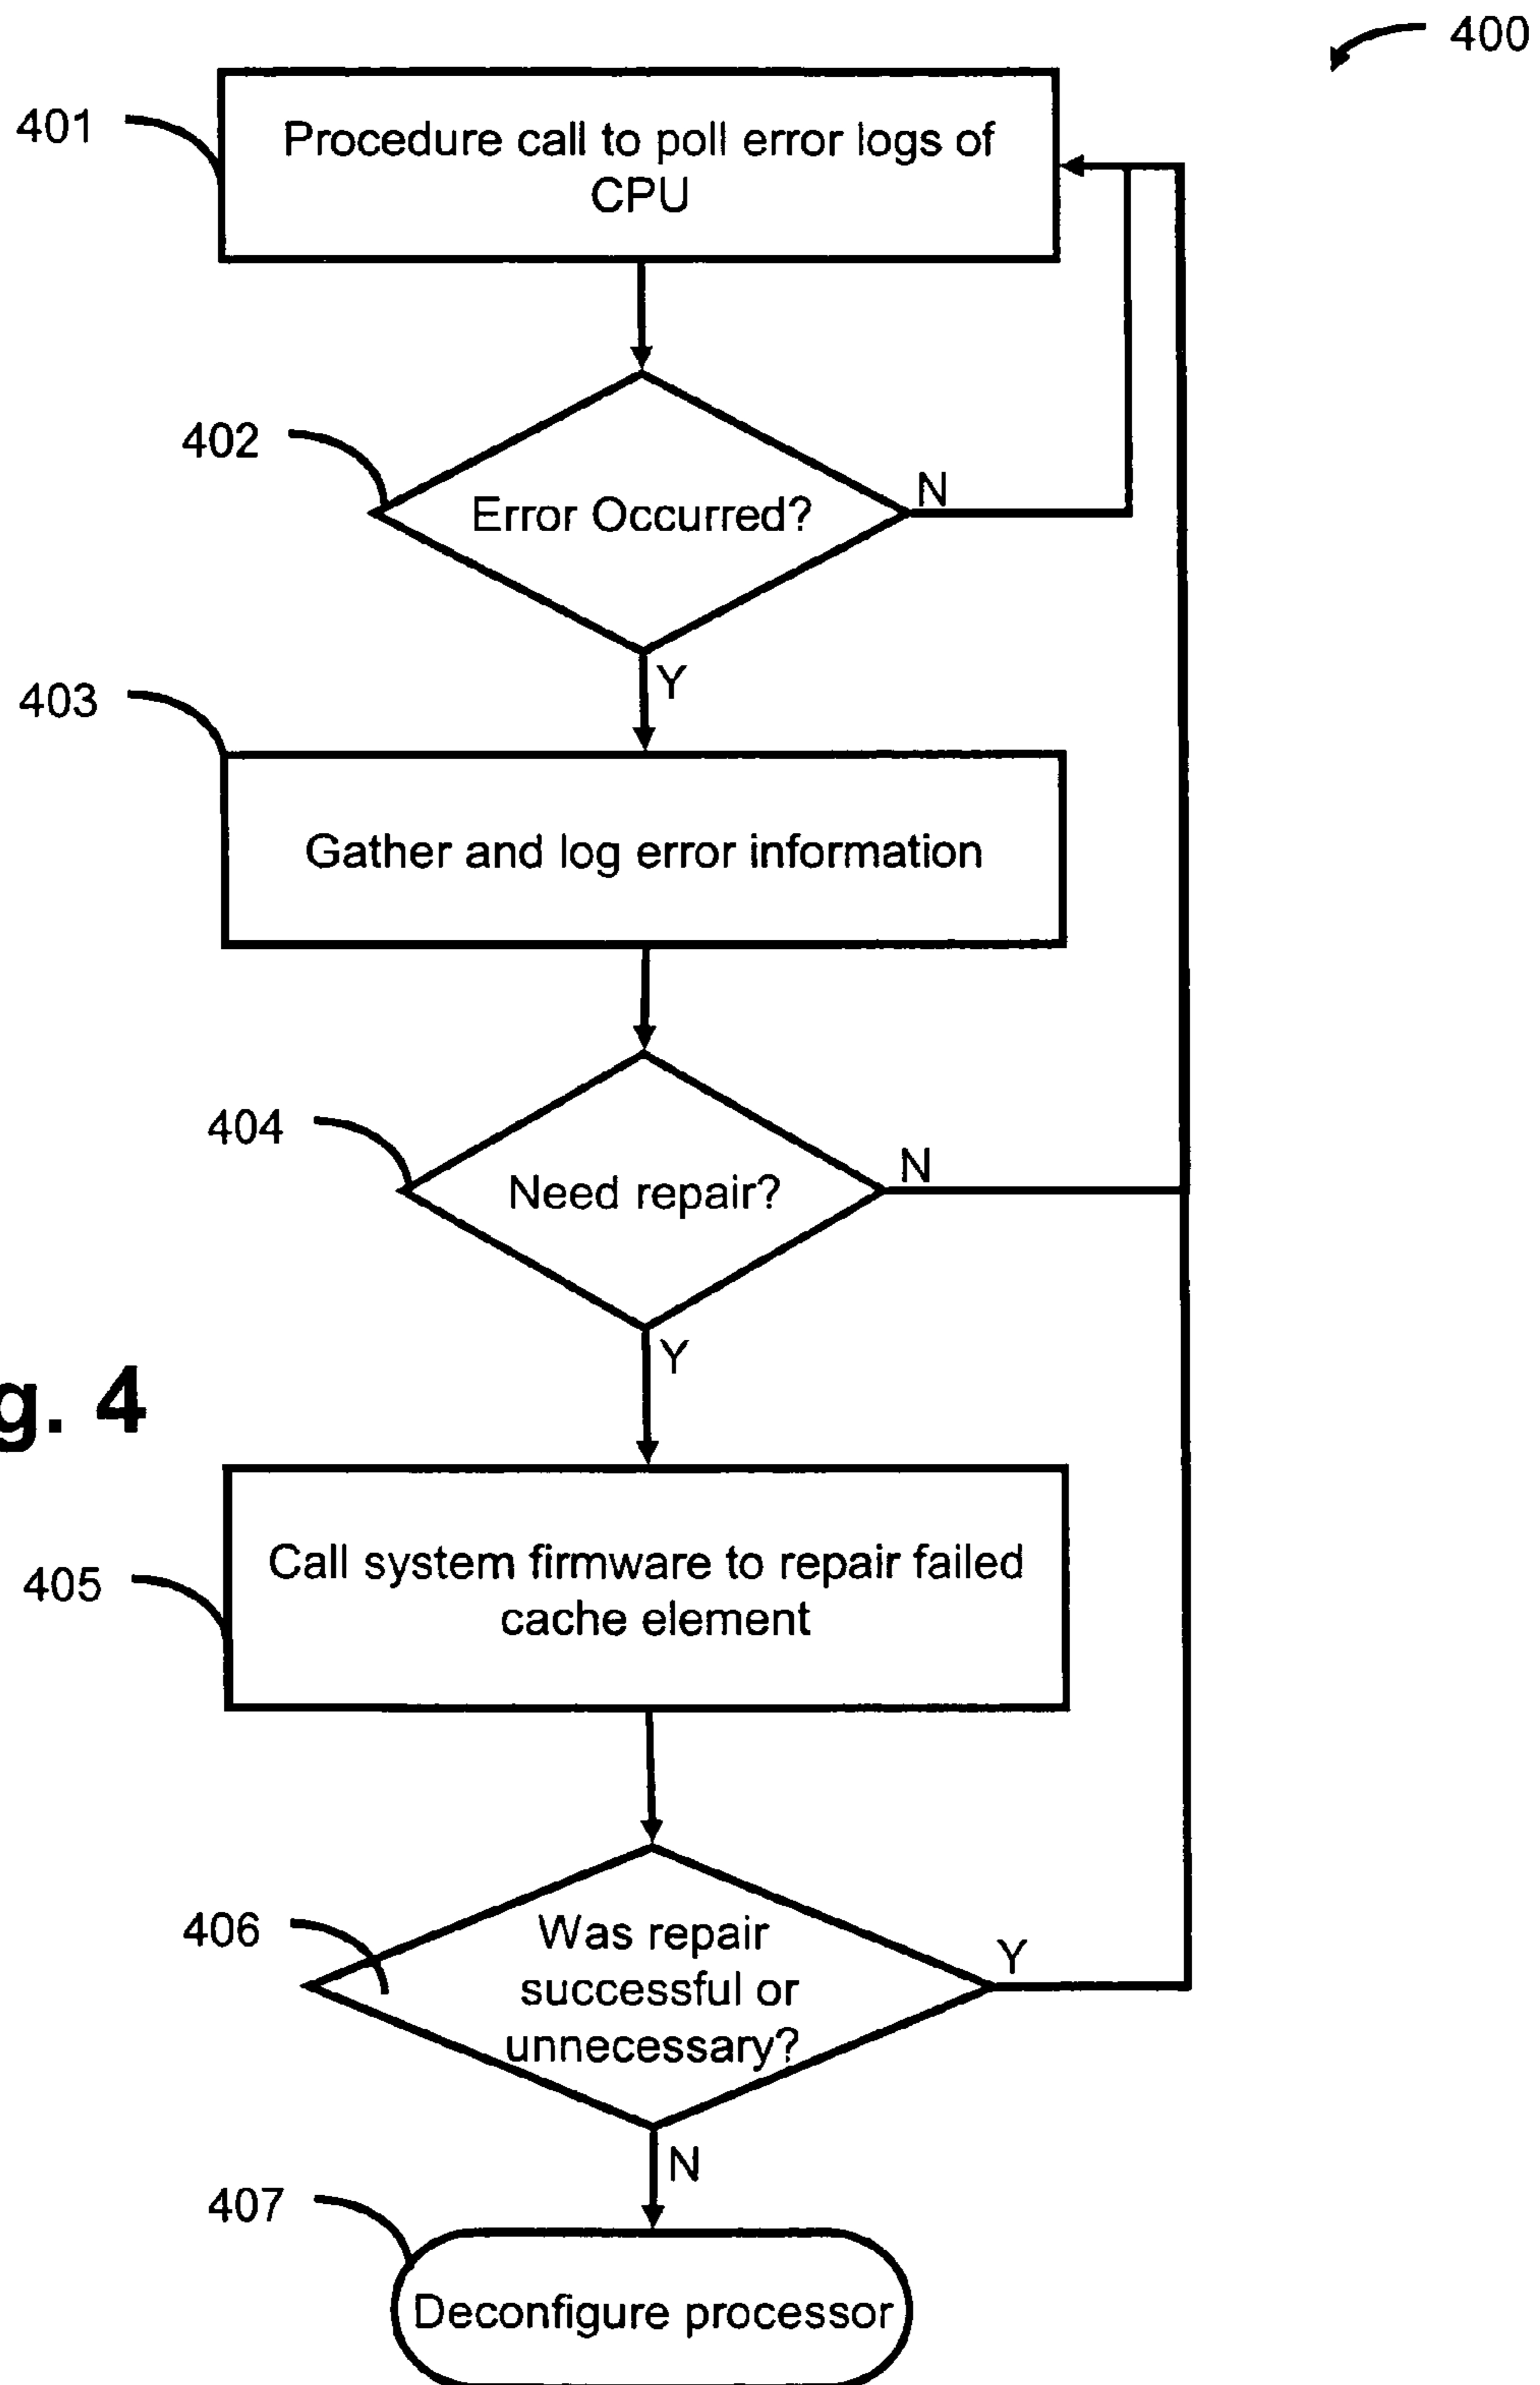 400
401
Procedure call to poll error logs of
CPU
402
Error Occurred?
N
Y
403
Gather and log error information
404
Need repair?
N
Y
g. 4
405
Call system firmware to repair failed
cache element
406
Was repair
successful or
unnecessary?
Y
N
407
Deconfigure processor